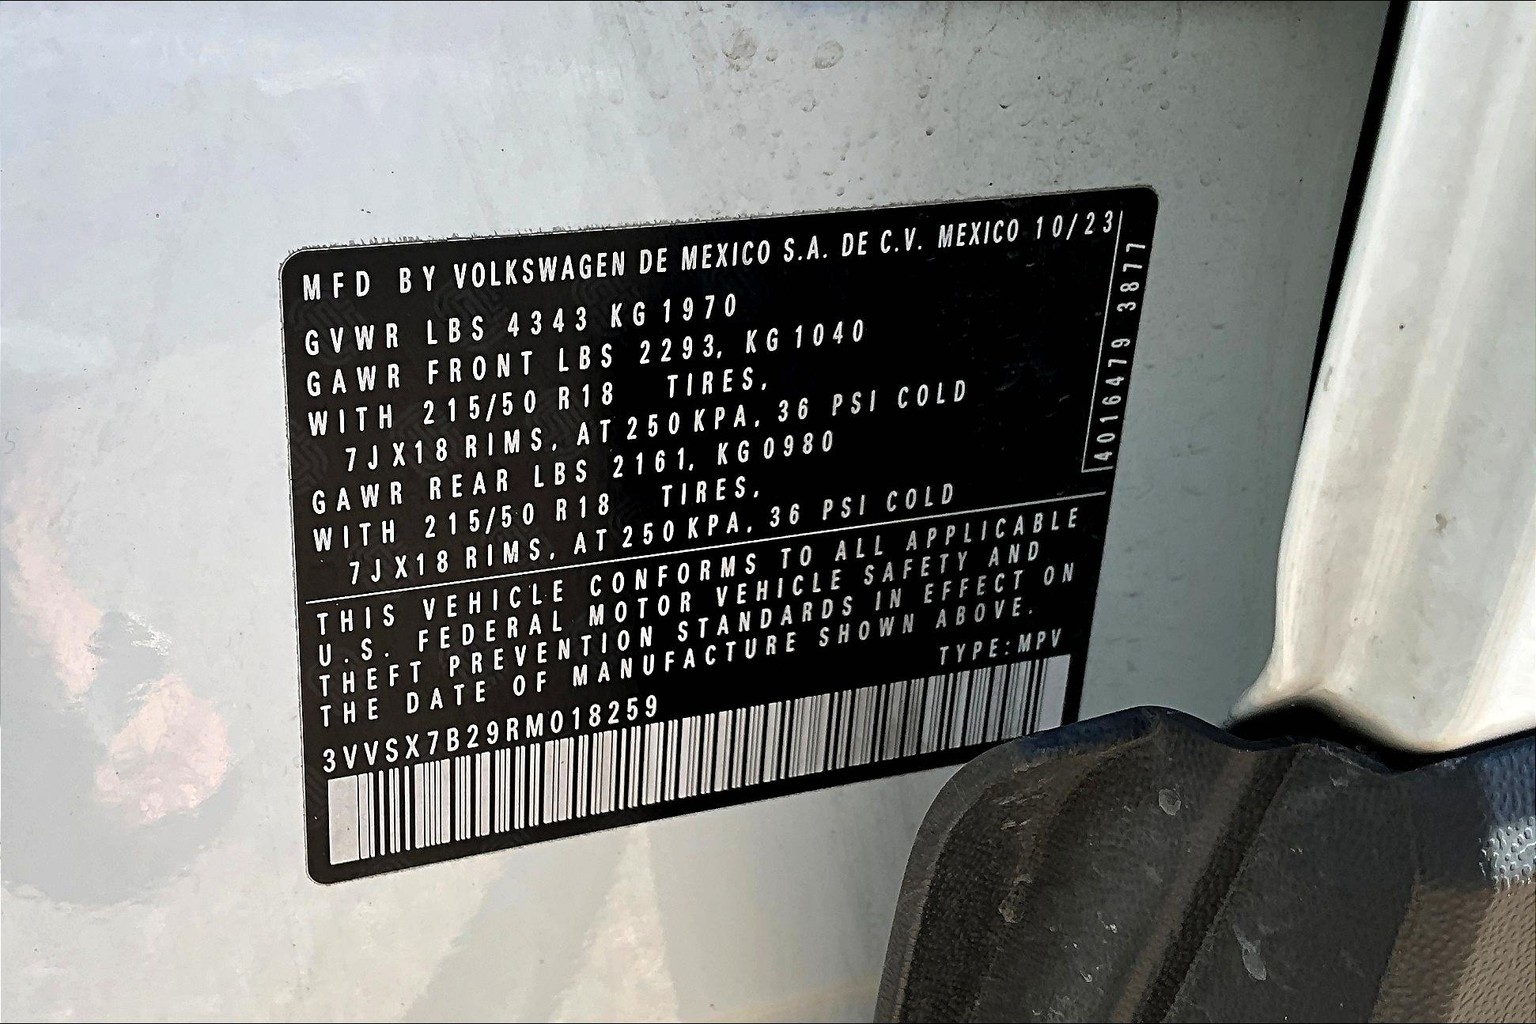 MFD BY VOLKSWAGEN DE MEXICO S.A. DE C.V. MEXICO 10/23
GVWR LBS 4343 KG 1970
GAWR FRONT LBS 2293, KG 1040
WITH 215/50 R18 TIRES,
7JX18 RIMS, AT 250 KPA, 36 PSI COLD
GAWR REAR LBS 2161, KG 0980
WITH 215/50 R18 TIRES,
7JX18 RIMS, AT 250 KPA, 36 PSI COLD
4016479 3877
THIS VEHICLE CONFORMS TO ALL APPLICABLE
U.S. FEDERAL MOTOR VEHICLE SAFETY AND
THEFT PREVENTION STANDARDS IN EFFECT ON
THE DATE OF MANUFACTURE SHOWN ABOVE.
TYPE:MPV
3VVSX7B29RM018259